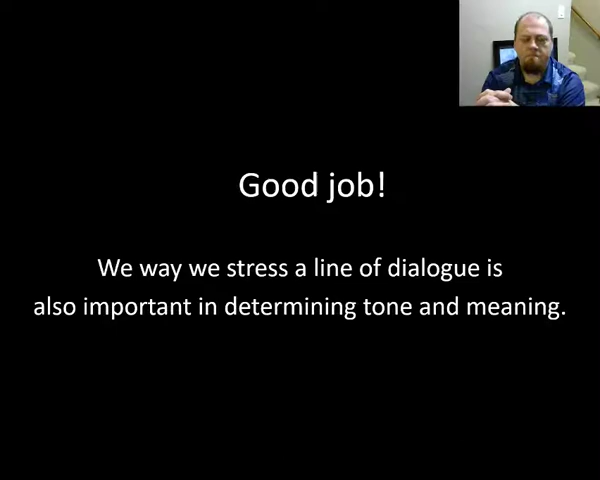 Good job!
We way we stress a line of dialogue is
also important in determining tone and meaning.